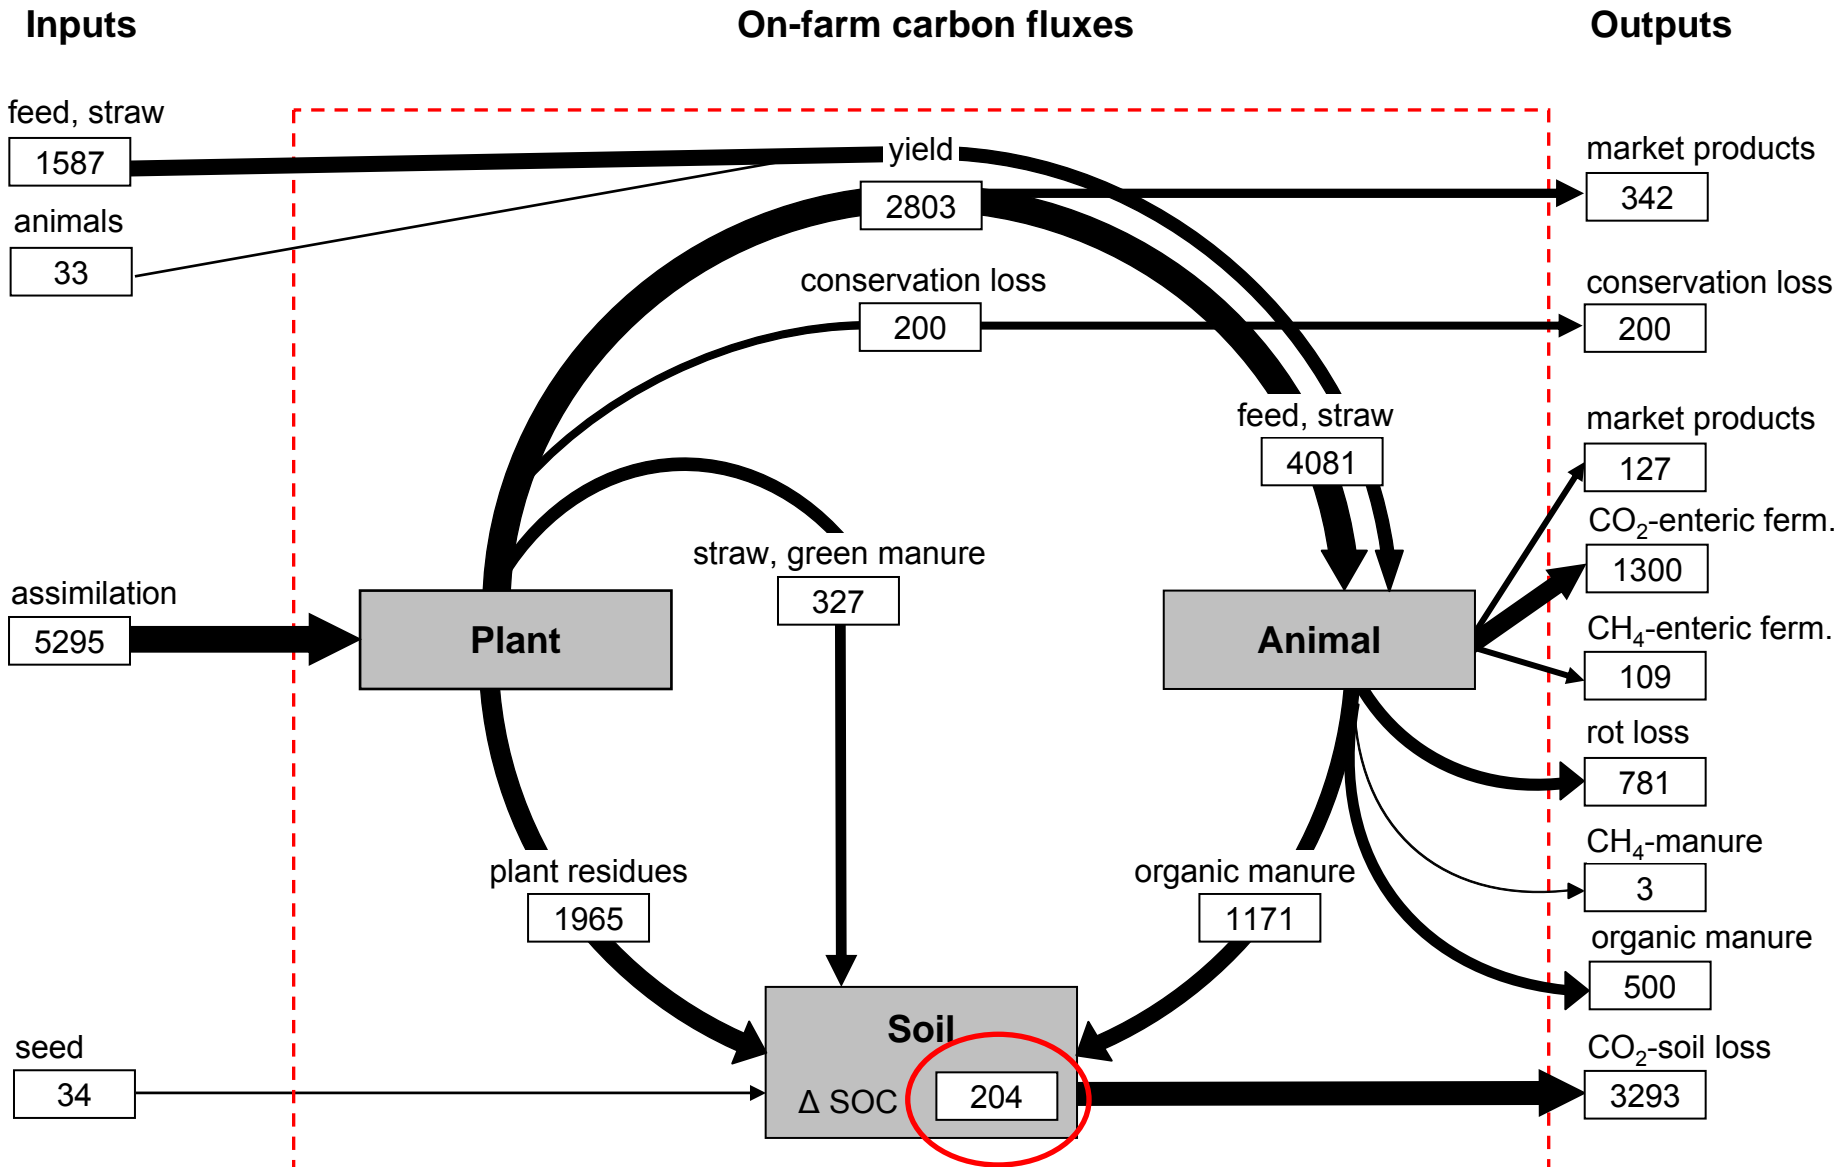 Inputs
On-farm carbon fluxes
Outputs
feed, straw
1587
animals
33
assimilation
5295
seed
34
yield
2803
conservation loss
200
feed, straw
4081
straw, green manure
327
Plant
Animal
plant residues
1965
organic manure
1171
Soil
Δ SOC
204
market products
342
conservation loss
200
market products
127
CO₂-enteric ferm.
1300
CH₄-enteric ferm.
109
rot loss
781
CH₄-manure
3
organic manure
500
CO₂-soil loss
3293